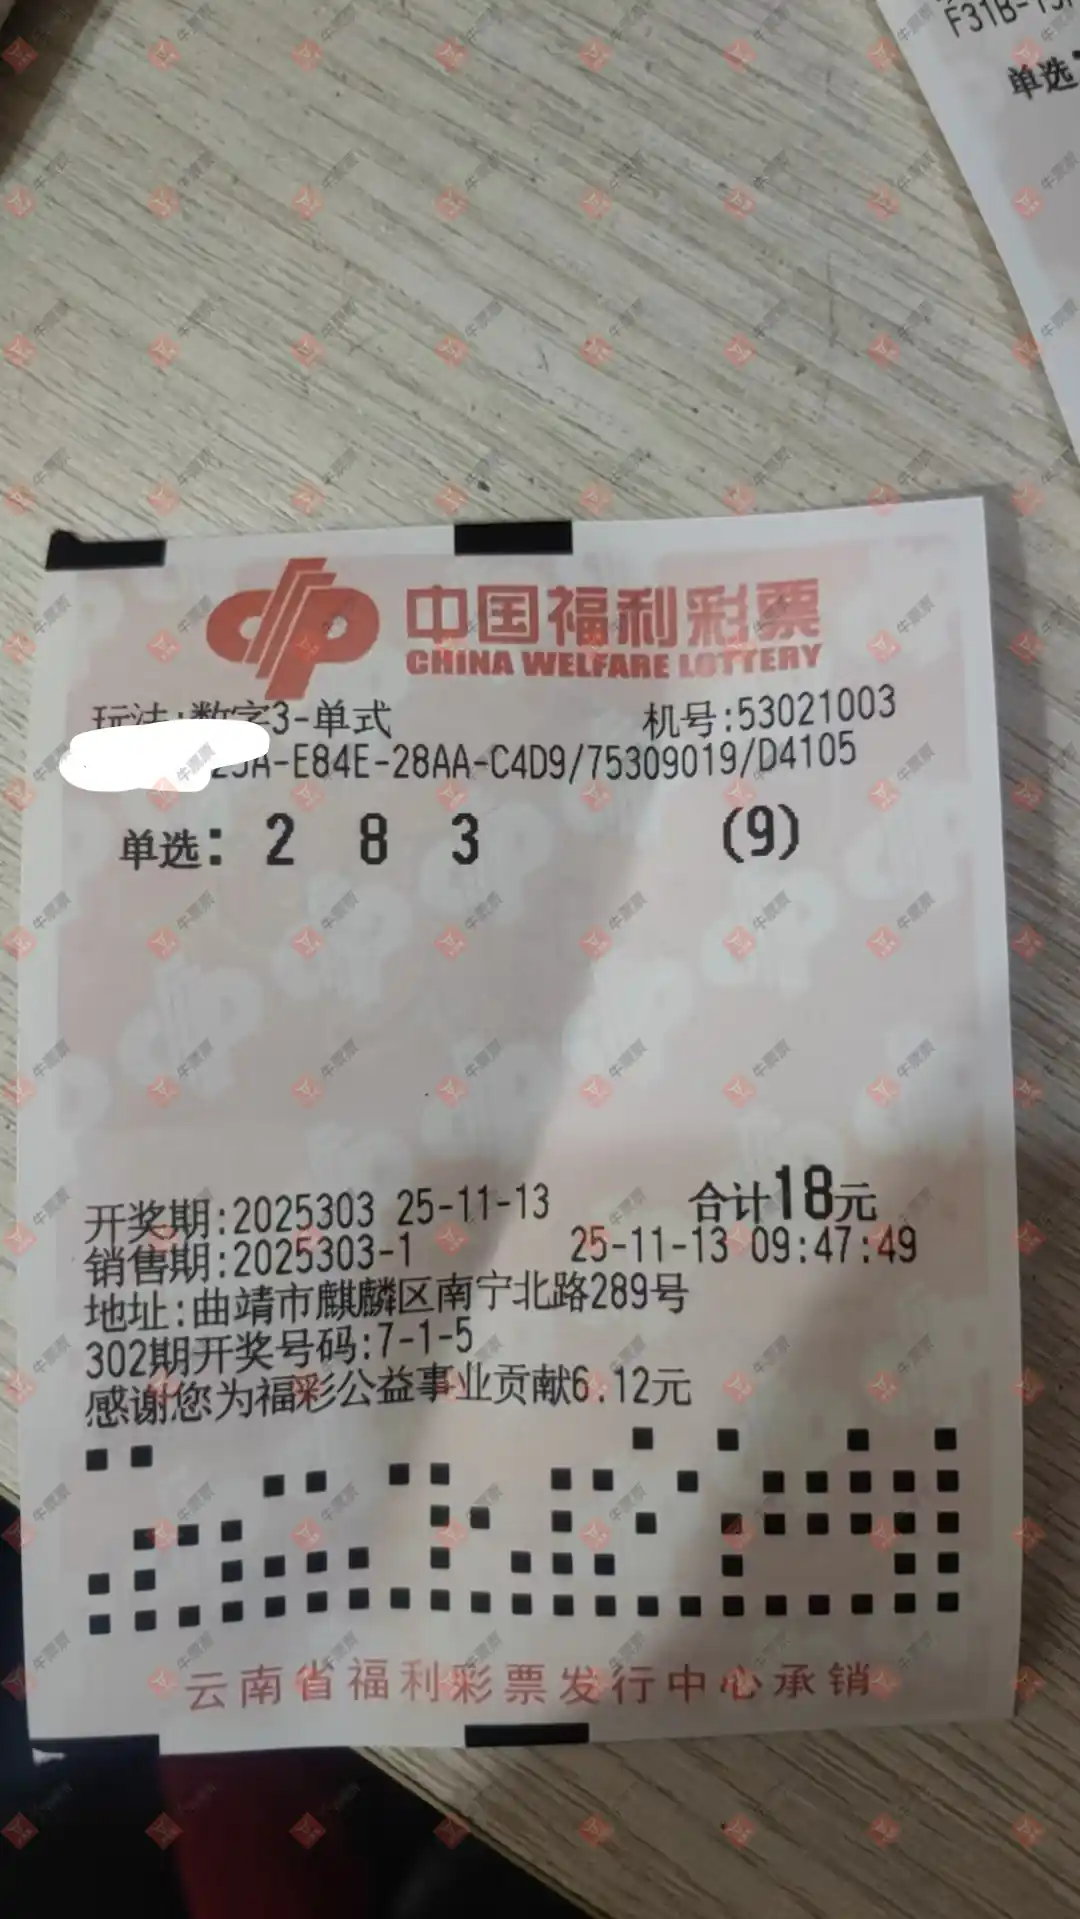 F31B-
单选:
中国福利彩票
CHINA WELFARE LOTTERY
玩法:数字3-单式 机号:53021003
25A-E84E-28AA-C4D9/75309019/D4105
单选: 2 8 3 (9)
开奖期:2025303 25-11-13 合计18元
销售期:2025303-1 25-11-13 09:47:49
地址:曲靖市麒麟区南宁北路289号
302期开奖号码:7-1-5
感谢您为福彩公益事业贡献6.12元
云南省福利彩票发行中心承销
牛票票